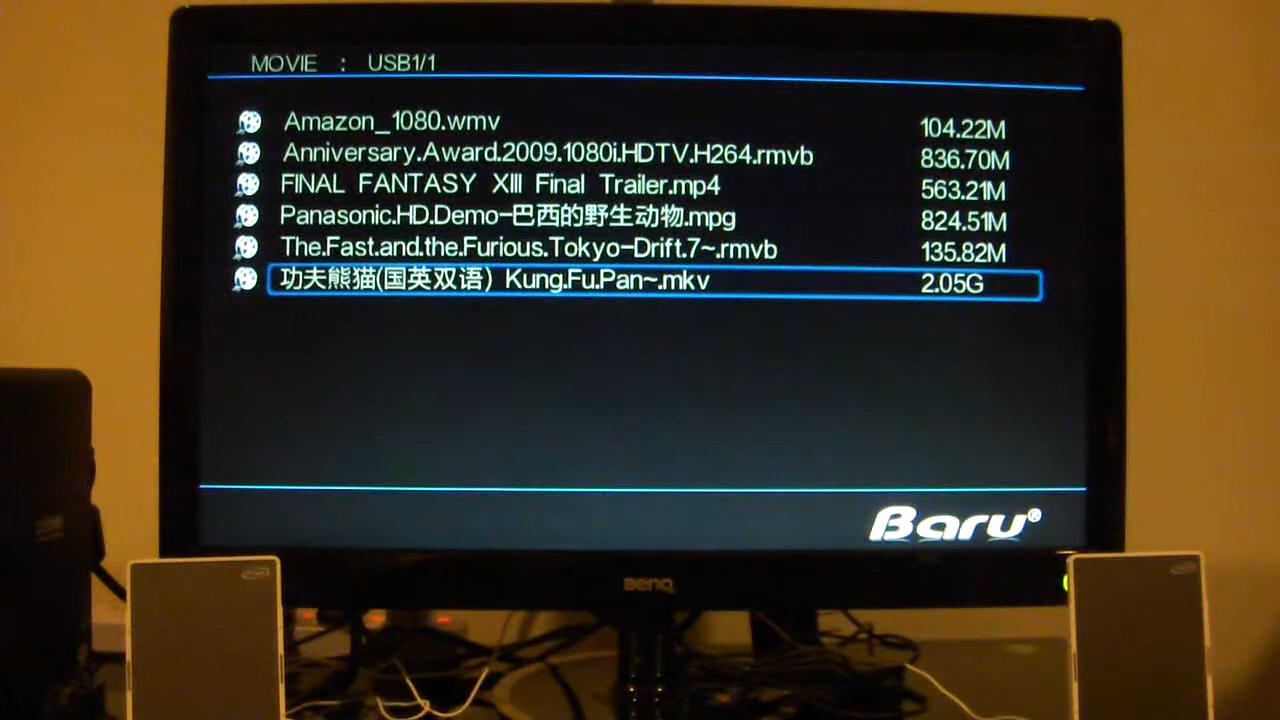 MOVIE : USB1/1
Amazon_1080.wmv 104.22M
Anniversary.Award.2009.1080i.HDTV.H264.rmvb 836.70M
FINAL FANTASY XIII Final Trailer.mp4 563.21M
Panasonic.HD.Demo-巴西的野生动物.mpg 824.51M
The.Fast.and.the.Furious.Tokyo-Drift.7~.rmvb 135.82M
功夫熊猫(国英双语) Kung.Fu.Pan~.mkv 2.05G
Baru®
BenQ